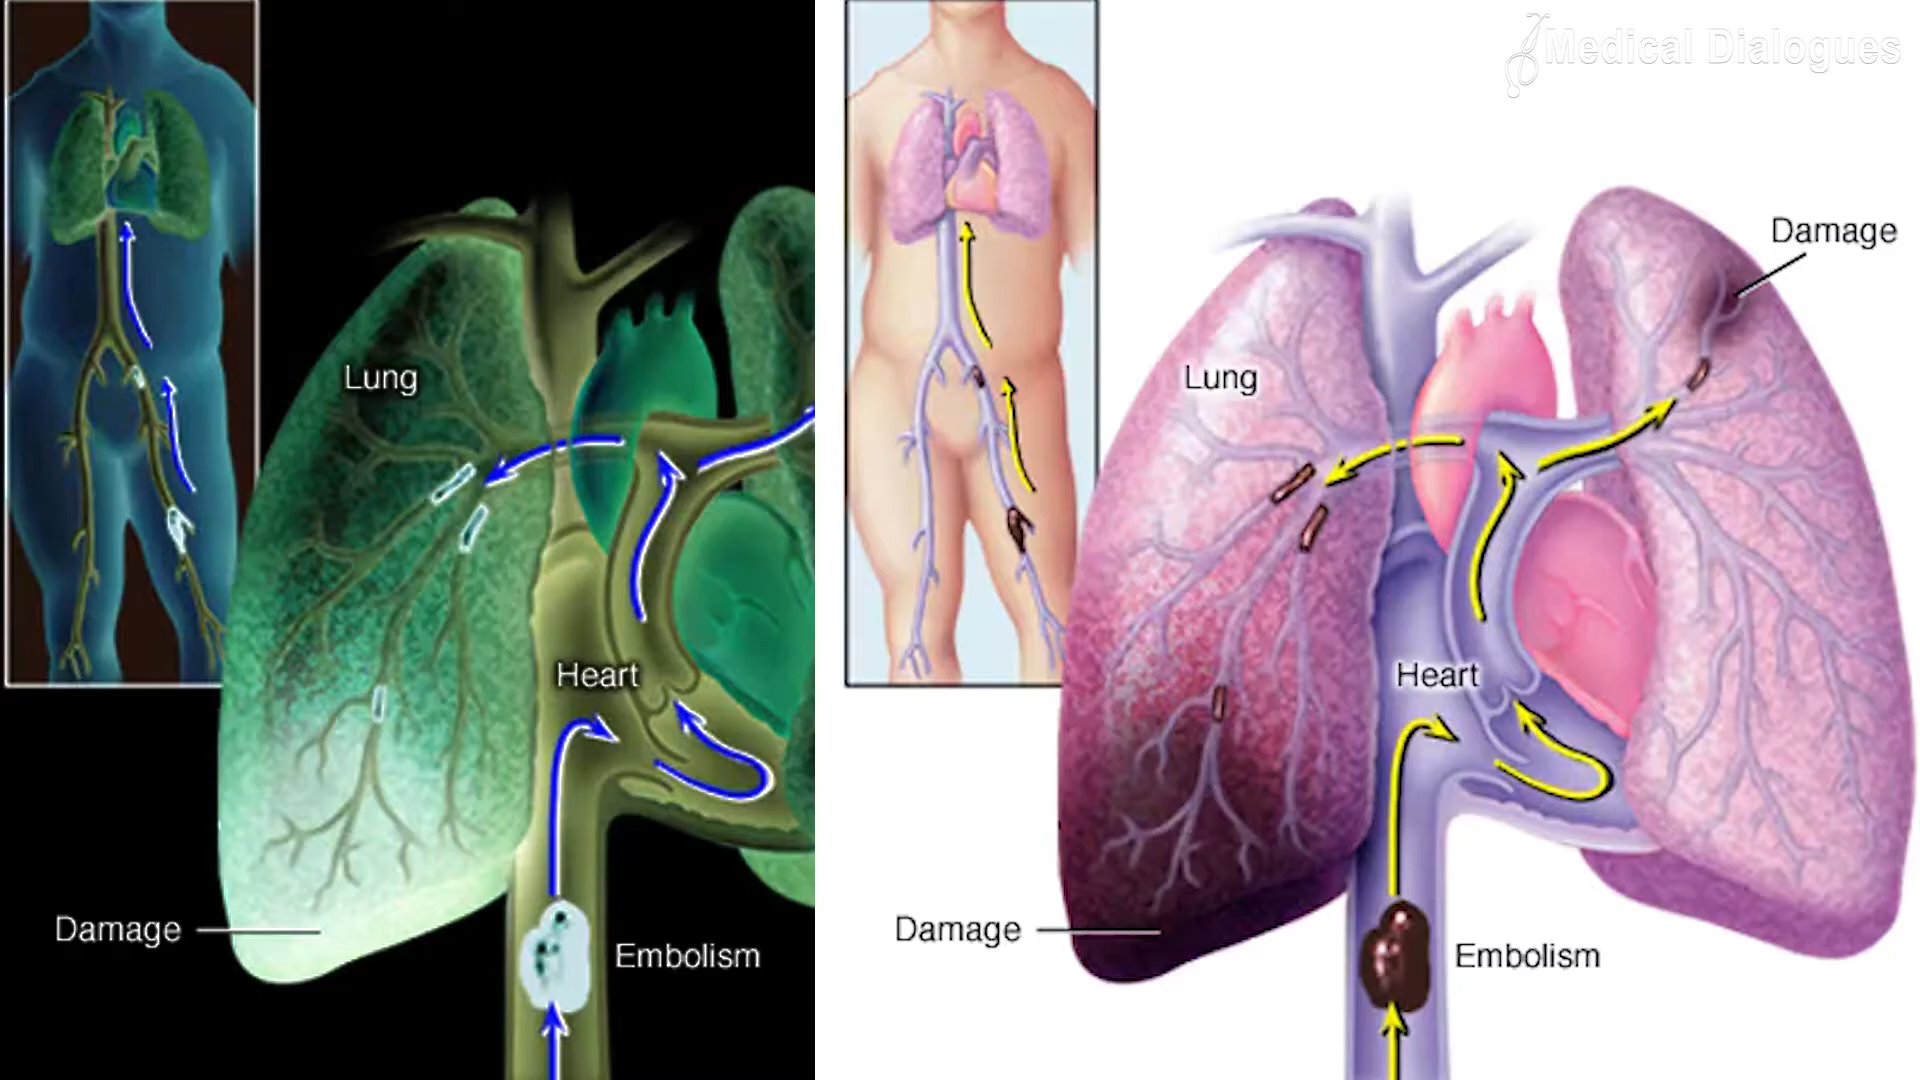 Medical Dialogues
Lung
Heart
Damage
Embolism
Damage
Lung
Heart
Damage
Embolism